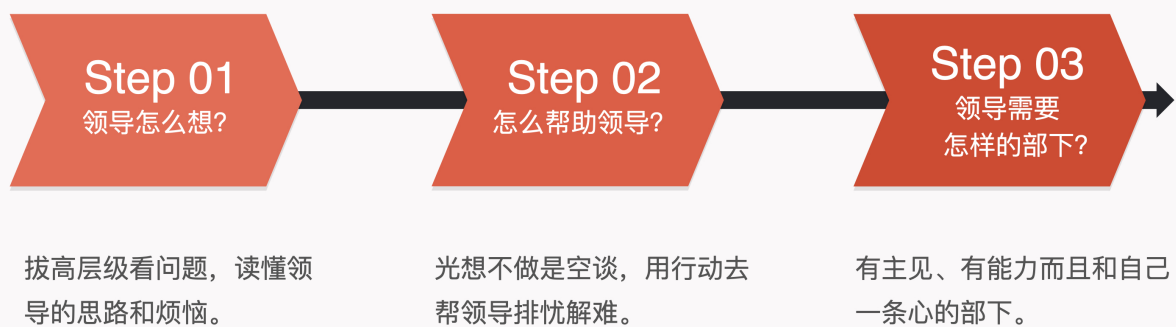 Step 01
领导怎么想?
Step 02
怎么帮助领导?
Step 03
领导需要
怎样的部下?
拔高层级看问题，读懂领
导的思路和烦恼。
光想不做是空谈，用行动去
帮领导排忧解难。
有主见、有能力而且和自己
一条心的部下。